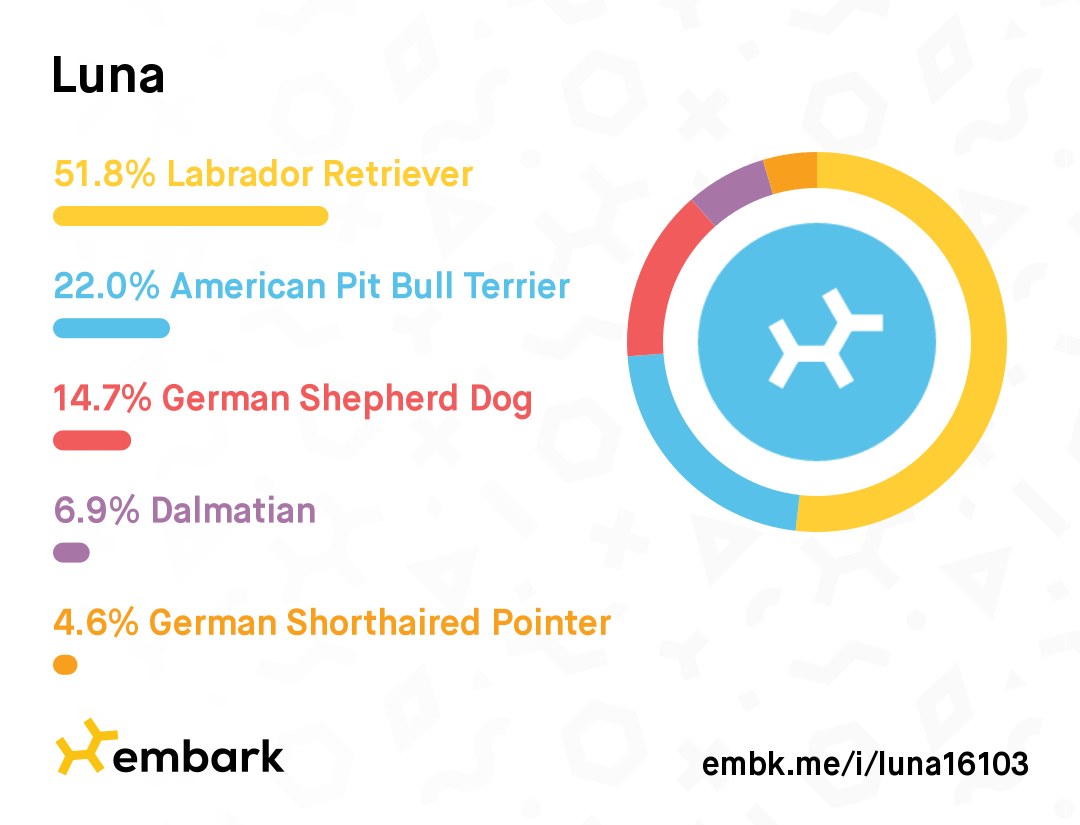 Luna
51.8% Labrador Retriever
22.0% American Pit Bull Terrier
14.7% German Shepherd Dog
6.9% Dalmatian
4.6% German Shorthaired Pointer
embark
embk.me/i/luna16103